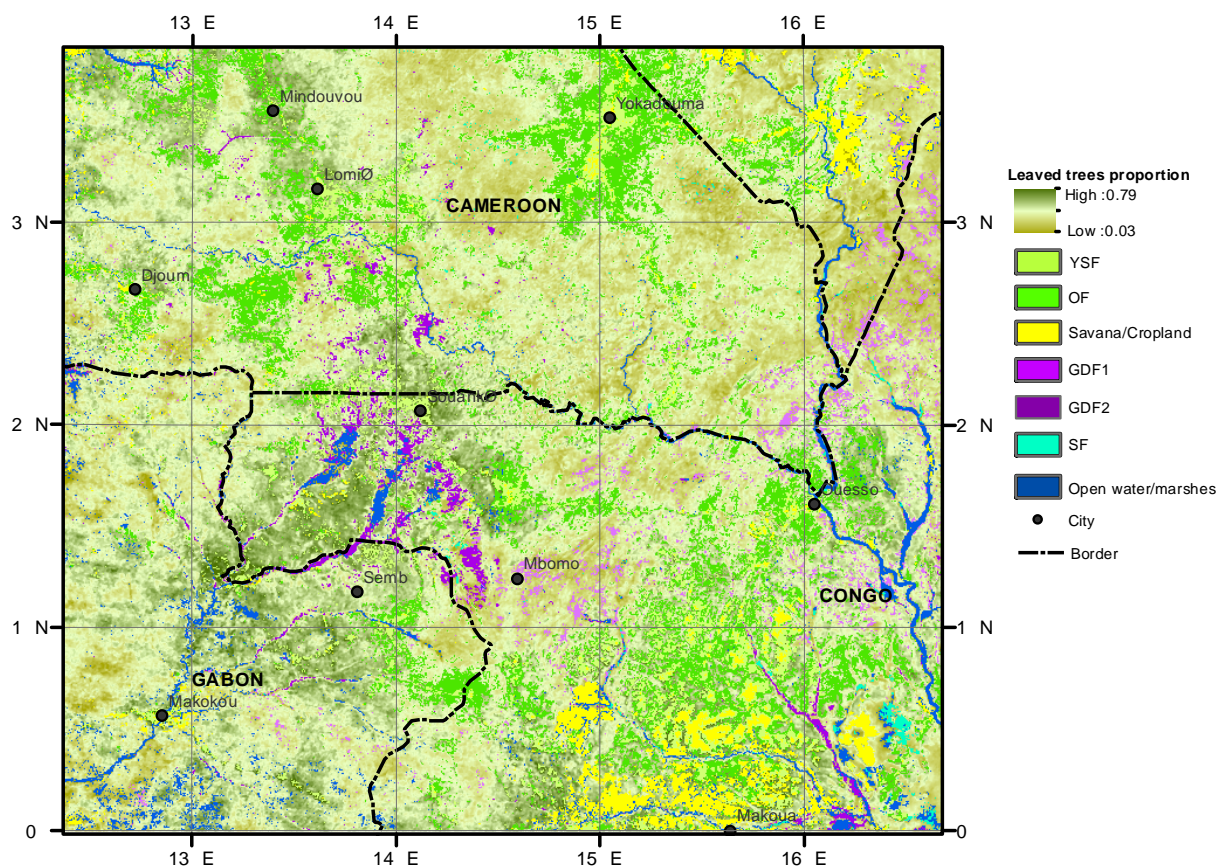 13 E 14 E 15 E 16 E
Mindouvou
Yokadouma
LomiØ
CAMEROON
3 N 3 N
Djoum
SouankØ
2 N 2 N
Ouesso
Mbomo
Semb
CONGO
1 N 1 N
GABON
Makokou
Makoua
0 0
13 E 14 E 15 E 16 E
Leaved trees proportion
High :0.79
Low :0.03
YSF
OF
Savana/Cropland
GDF1
GDF2
SF
Open water/marshes
City
Border